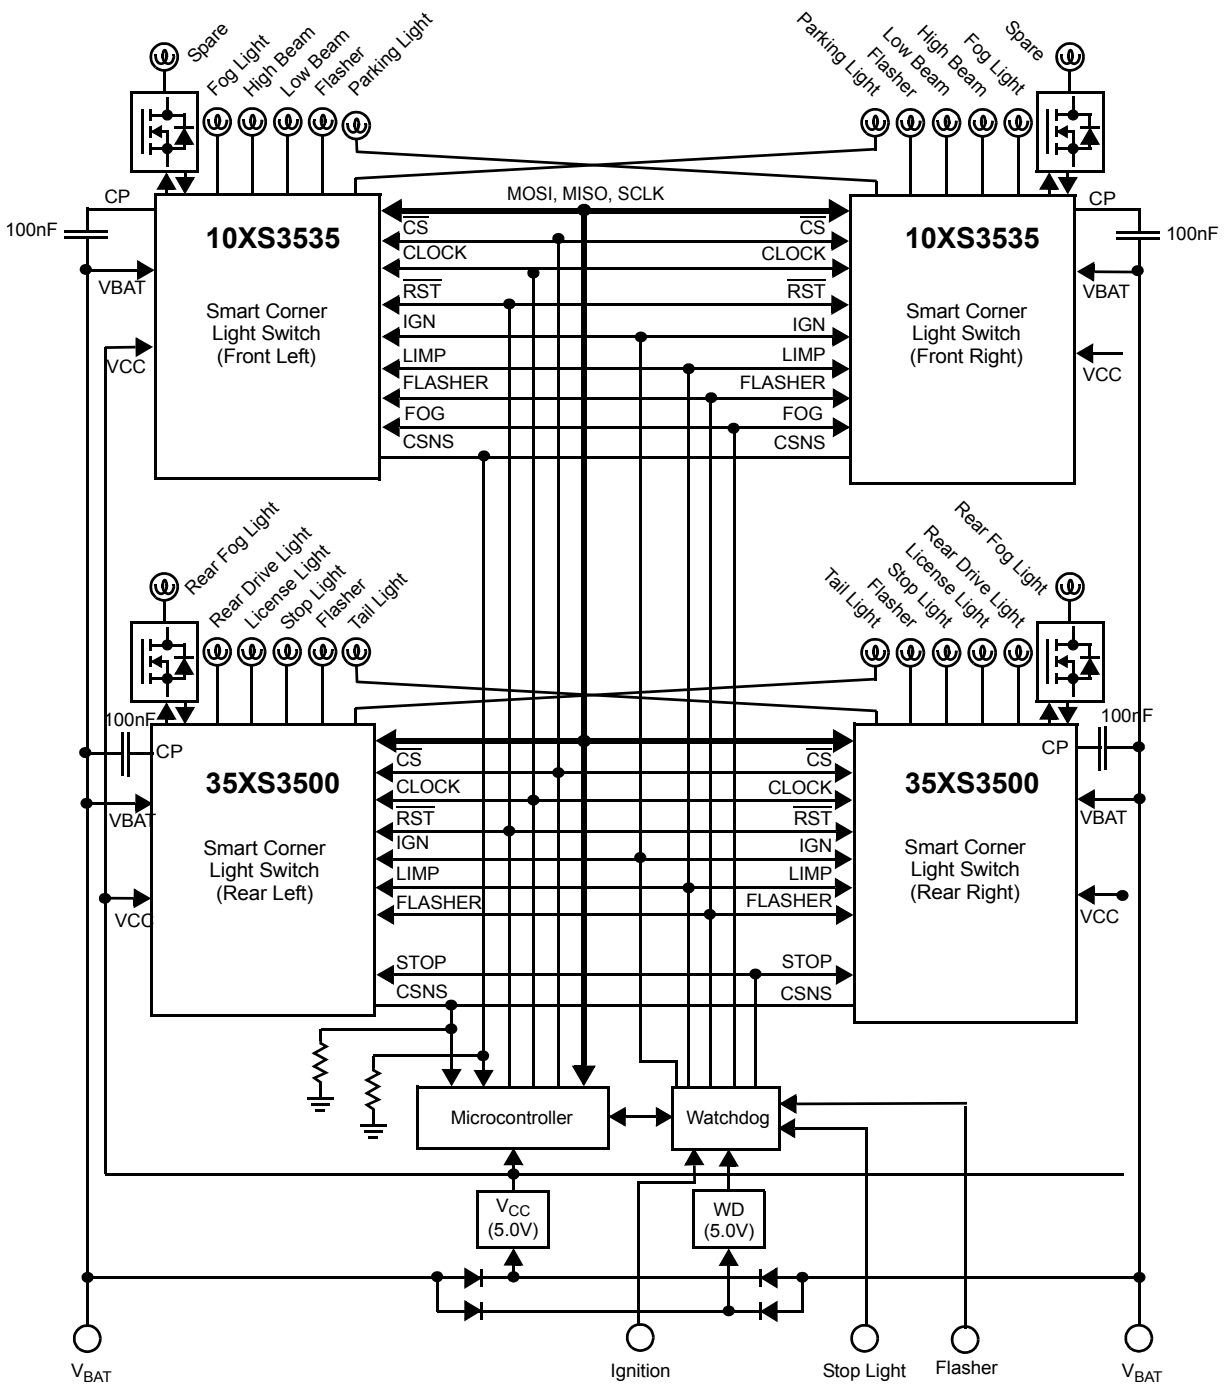 Spare
Fog Light
High Beam
Low Beam
Flasher
Parking Light
Parking Light
Flasher
Low Beam
High Beam
Fog Light
Spare
CP
100nF
MOSI, MISO, SCLK
CP
100nF
10XS3535
Smart Corner
Light Switch
(Front Left)
10XS3535
Smart Corner
Light Switch
(Front Right)
VBAT
VCC
VBAT
VCC
CS CS
CLOCK CLOCK
RST RST
IGN IGN
LIMP LIMP
FLASHER FLASHER
FOG FOG
CSNS CSNS
Rear Fog Light
Rear Drive Light
License Light
Stop Light
Flasher
Tail Light
Tail Light
Flasher
Stop Light
License Light
Rear Drive Light
Rear Fog Light
100nF
CP
100nF
CP
35XS3500
Smart Corner
Light Switch
(Rear Left)
35XS3500
Smart Corner
Light Switch
(Rear Right)
VBAT
VCC
VBAT
VCC
CS CS
CLOCK CLOCK
RST RST
IGN IGN
LIMP LIMP
FLASHER FLASHER
STOP STOP
CSNS CSNS
Microcontroller
Watchdog
VCC
(5.0V)
WD
(5.0V)
VBAT
Ignition
Stop Light
Flasher
VBAT